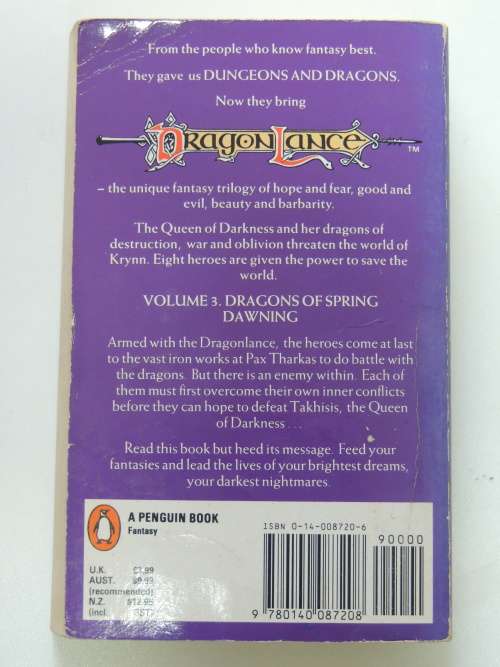 From the people who know fantasy best.
They gave us DUNGEONS AND DRAGONS.
Now they bring
DRAGONLANCE
TM
– the unique fantasy trilogy of hope and fear, good and
evil, beauty and barbarity.
The Queen of Darkness and her dragons of
destruction, war and oblivion threaten the world of
Krynn. Eight heroes are given the power to save the
world.
VOLUME 3. DRAGONS OF SPRING
DAWNING
Armed with the Dragonlance, the heroes come at last
to the vast iron works at Pax Tharkas to do battle with
the dragons. But there is an enemy within. Each of
them must first overcome their own inner conflicts
before they can hope to defeat Takhisis, the Queen
of Darkness . . .
Read this book but heed its message. Feed your
fantasies and lead the lives of your brightest dreams,
your darkest nightmares.
A PENGUIN BOOK
Fantasy
ISBN 0-14-008720-6
90000
U.K.
AUST. $9.99
(recommended)
N.Z. $12.95
(incl. GST)
9 780140 087208